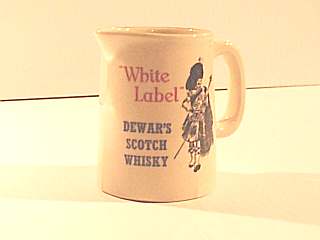 "White
Label"
DEWAR'S
SCOTCH
WHISKY